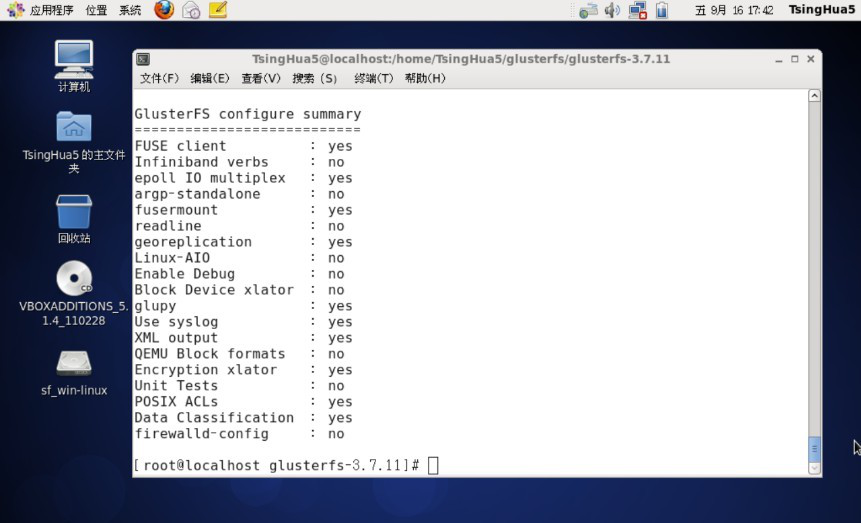 应用程序 位置 系统
五 9月 16 17:42 TsingHua5
计算机
TsingHua5 的主文件
夹
回收站
CD
VBOXADDITIONS_5.
1.4_110228
sf_win-linux
TsingHua5@localhost:/home/TsingHua5/glusterfs/glusterfs-3.7.11
文件(F) 编辑(E) 查看(V) 搜索 (S) 终端(T) 帮助(H)
GlusterFS configure summary
===========================
FUSE client : yes
Infiniband verbs : no
epoll IO multiplex : yes
argp-standalone : no
fusermount : yes
readline : no
georeplication : yes
Linux-AIO : no
Enable Debug : no
Block Device xlator : no
glupy : yes
Use syslog : yes
XML output : yes
QEMU Block formats : no
Encryption xlator : yes
Unit Tests : no
POSIX ACLs : yes
Data Classification : yes
firewalld-config : no
[root@localhost glusterfs-3.7.11]#